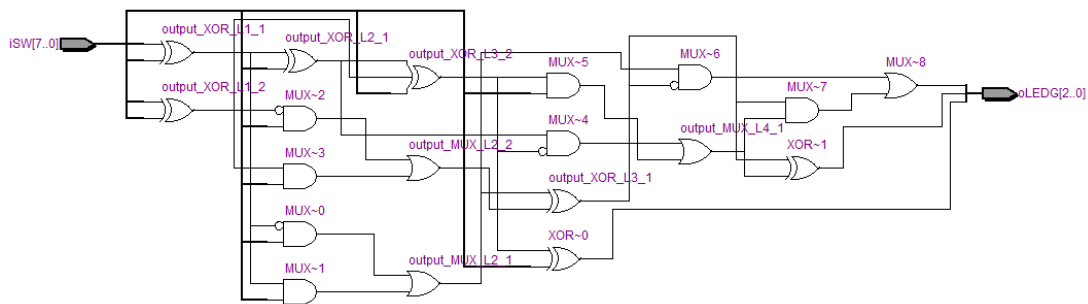 iSW[7..0]
output_XOR_L1_1
output_XOR_L2_1
output_XOR_L3_2
MUX~6
MUX~8
MUX~5
MUX~7
oLEDG[2..0]
output_XOR_L1_2
MUX~2
MUX~4
output_MUX_L4_1
XOR~1
output_MUX_L2_2
MUX~3
output_XOR_L3_1
MUX~0
XOR~0
output_MUX_L2_1
MUX~1